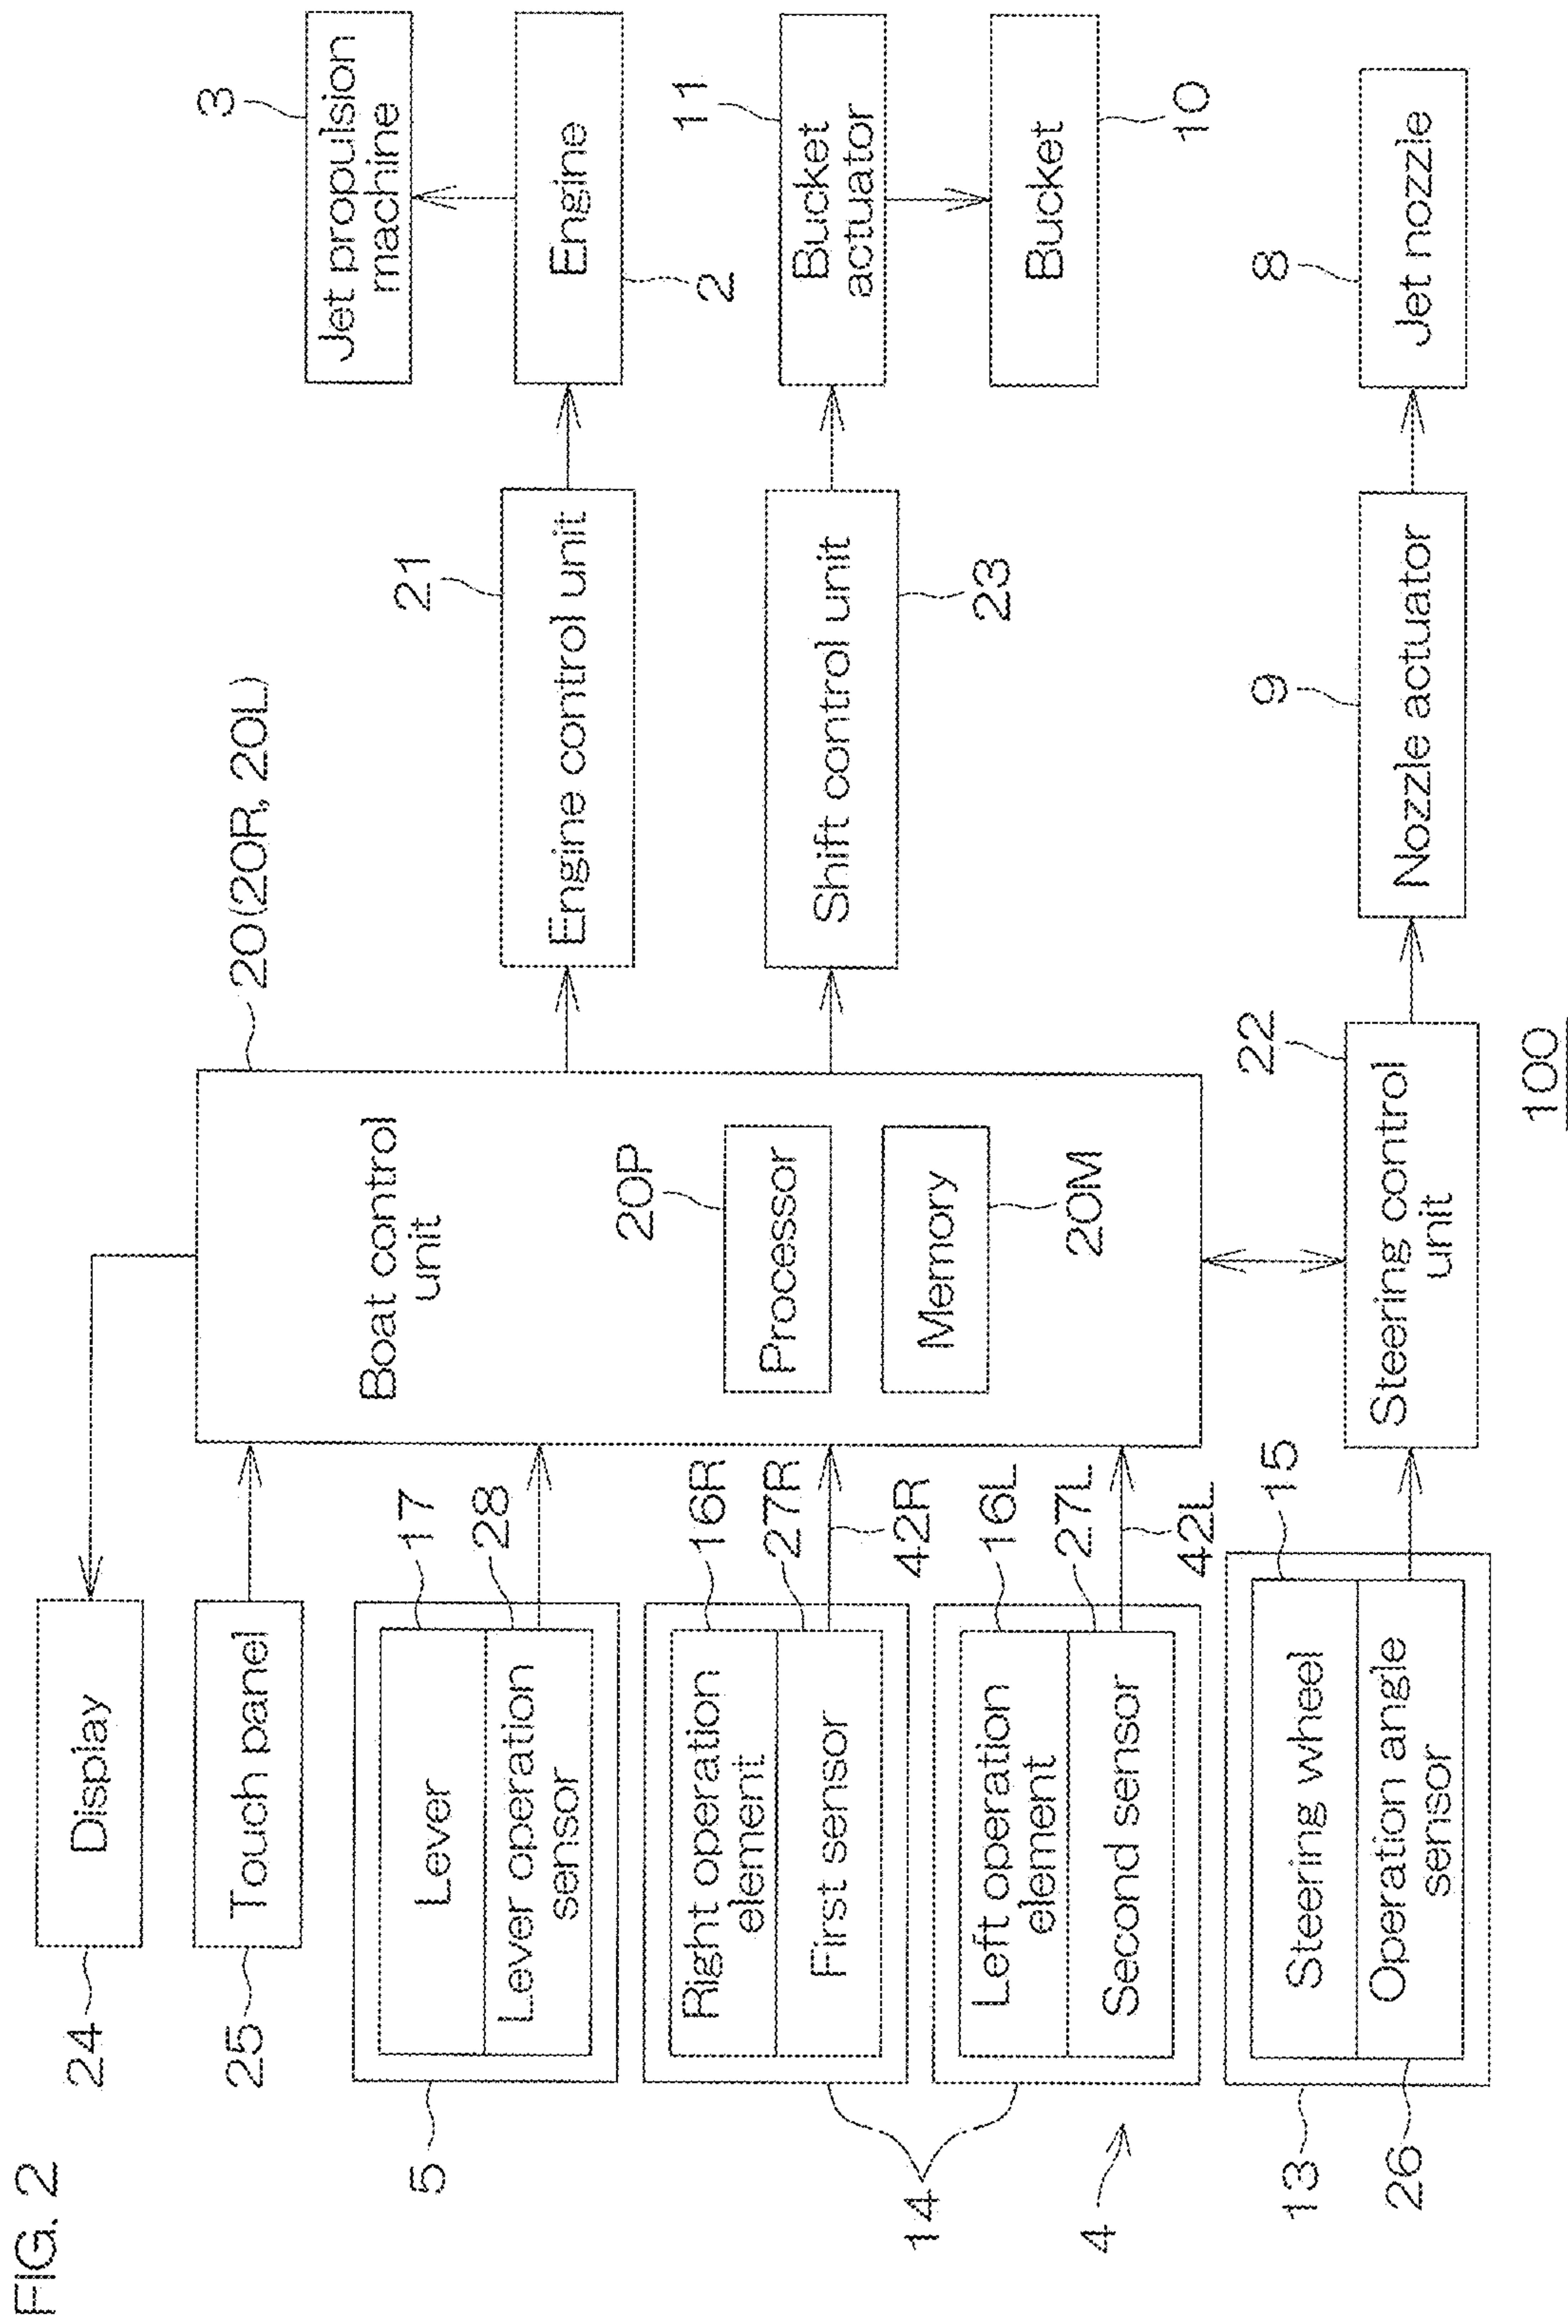 FIG. 2
24
Display
25
Touch panel
20(20R, 20L)
Boat control
unit
20P
Processor
20M
Memory
5
17
Lever
28
Lever operation
sensor
14
16R
Right operation
element
27R
First sensor
42R
16L
Left operation
element
27L
Second sensor
42L
4
13
15
Steering wheel
26
Operation angle
sensor
22
Steering control
unit
21
Engine control unit
23
Shift control unit
9
Nozzle actuator
3
Jet propulsion
machine
Engine
2
11
Bucket
actuator
Bucket
10
8
Jet nozzle
100